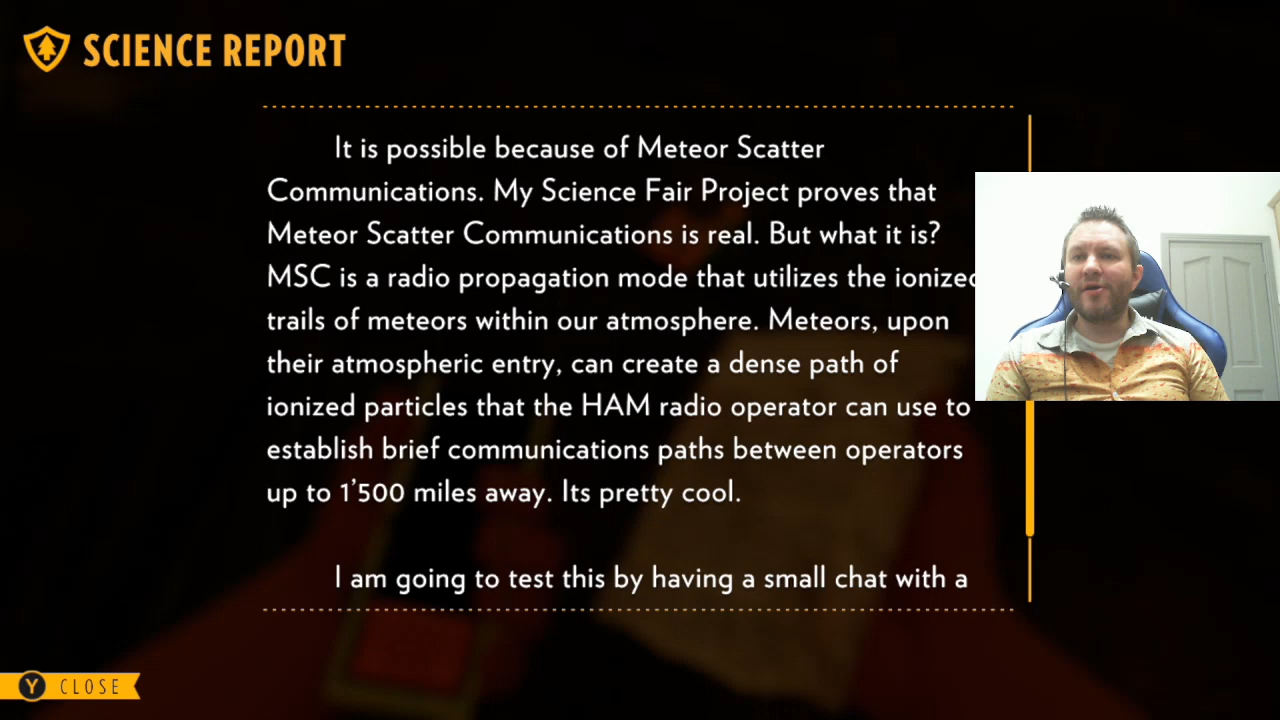 SCIENCE REPORT
It is possible because of Meteor Scatter
Communications. My Science Fair Project proves that
Meteor Scatter Communications is real. But what it is?
MSC is a radio propagation mode that utilizes the ionized
trails of meteors within our atmosphere. Meteors, upon
their atmospheric entry, can create a dense path of
ionized particles that the HAM radio operator can use to
establish brief communications paths between operators
up to 1'500 miles away. Its pretty cool.
I am going to test this by having a small chat with a
Y CLOSE